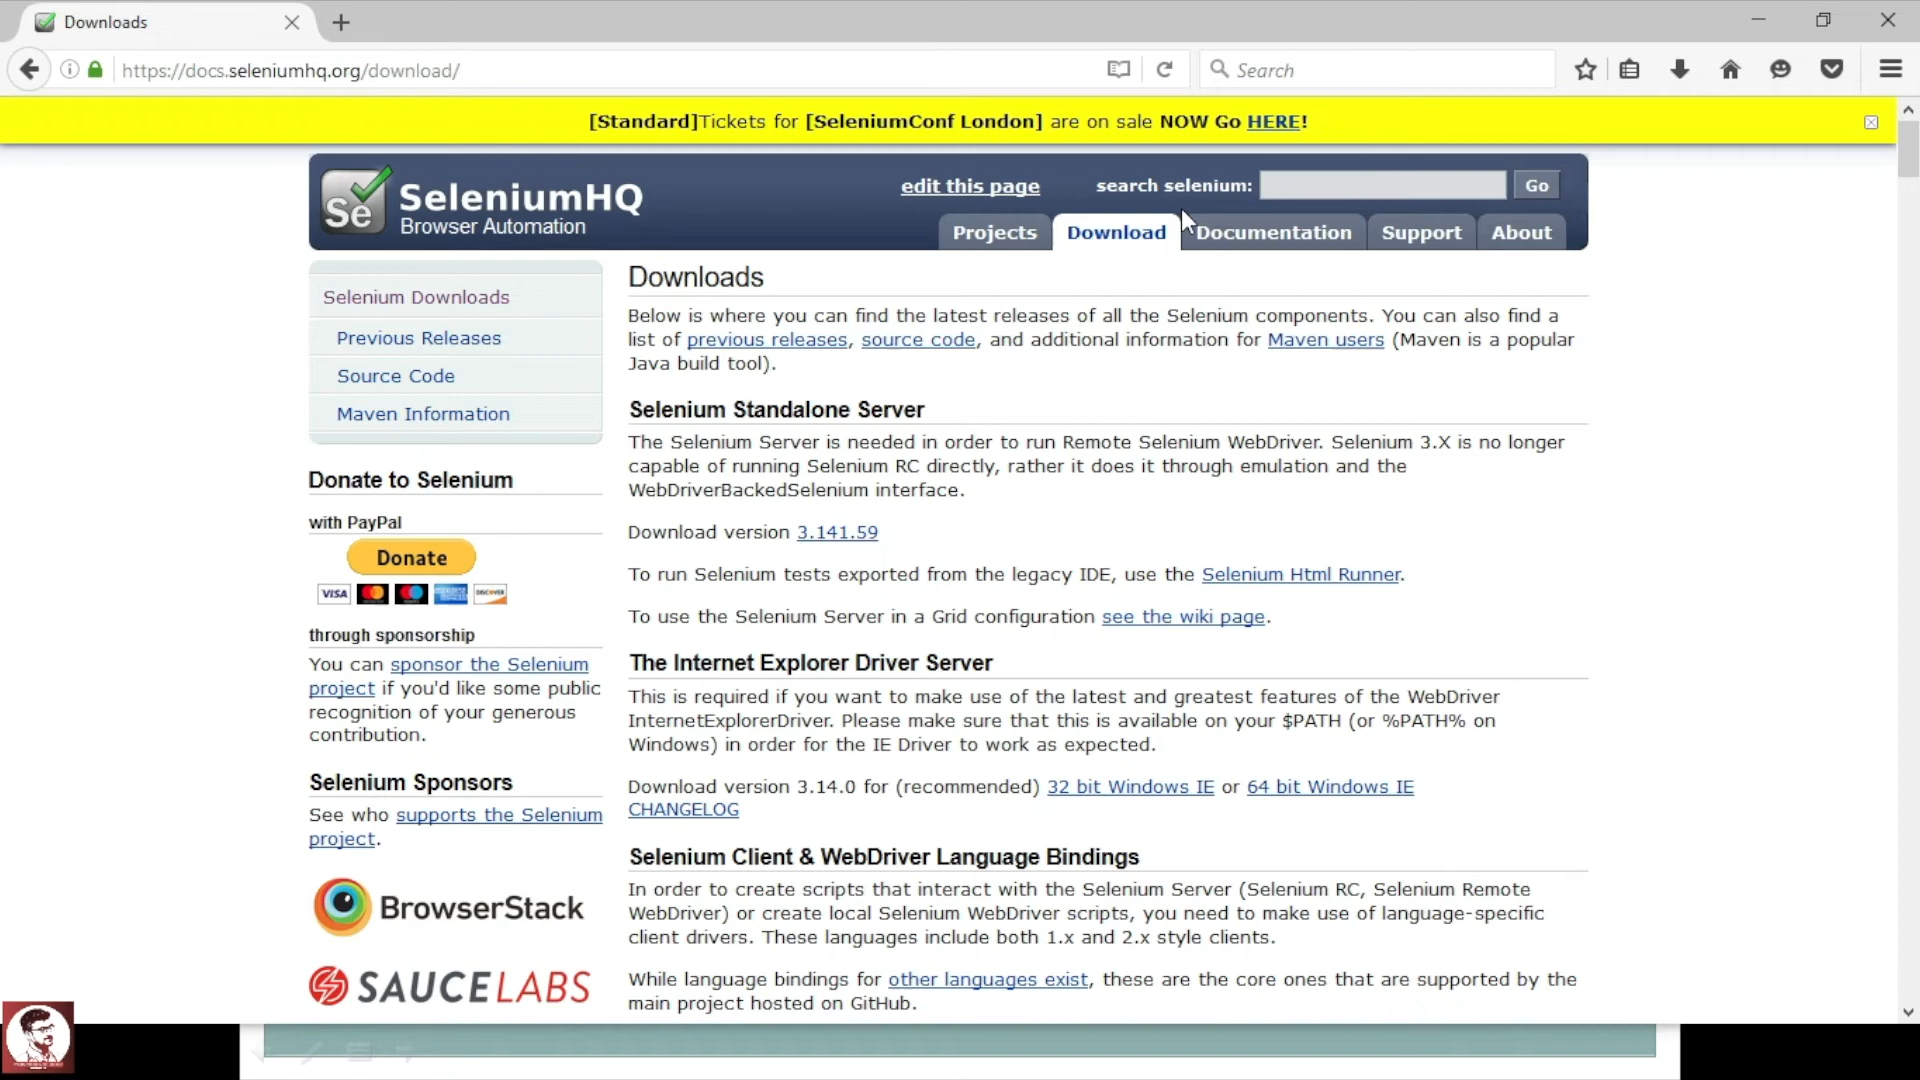 Downloads
https://docs.seleniumhq.org/download/
Search
[Standard]Tickets for [SeleniumConf London] are on sale NOW Go HERE!
Se
SeleniumHQ
Browser Automation
edit this page
search selenium:
Go
Projects
Download
Documentation
Support
About
Selenium Downloads
Previous Releases
Source Code
Maven Information
Donate to Selenium
with PayPal
Donate
VISA
DISCOVER
through sponsorship
You can sponsor the Selenium
project if you'd like some public
recognition of your generous
contribution.
Selenium Sponsors
See who supports the Selenium
project.
BrowserStack
SAUCELABS
Downloads
Below is where you can find the latest releases of all the Selenium components. You can also find a
list of previous releases, source code, and additional information for Maven users (Maven is a popular
Java build tool).
Selenium Standalone Server
The Selenium Server is needed in order to run Remote Selenium WebDriver. Selenium 3.X is no longer
capable of running Selenium RC directly, rather it does it through emulation and the
WebDriverBackedSelenium interface.
Download version 3.141.59
To run Selenium tests exported from the legacy IDE, use the Selenium Html Runner.
To use the Selenium Server in a Grid configuration see the wiki page.
The Internet Explorer Driver Server
This is required if you want to make use of the latest and greatest features of the WebDriver
InternetExplorerDriver. Please make sure that this is available on your $PATH (or %PATH% on
Windows) in order for the IE Driver to work as expected.
Download version 3.14.0 for (recommended) 32 bit Windows IE or 64 bit Windows IE
CHANGELOG
Selenium Client & WebDriver Language Bindings
In order to create scripts that interact with the Selenium Server (Selenium RC, Selenium Remote
WebDriver) or create local Selenium WebDriver scripts, you need to make use of language-specific
client drivers. These languages include both 1.x and 2.x style clients.
While language bindings for other languages exist, these are the core ones that are supported by the
main project hosted on GitHub.